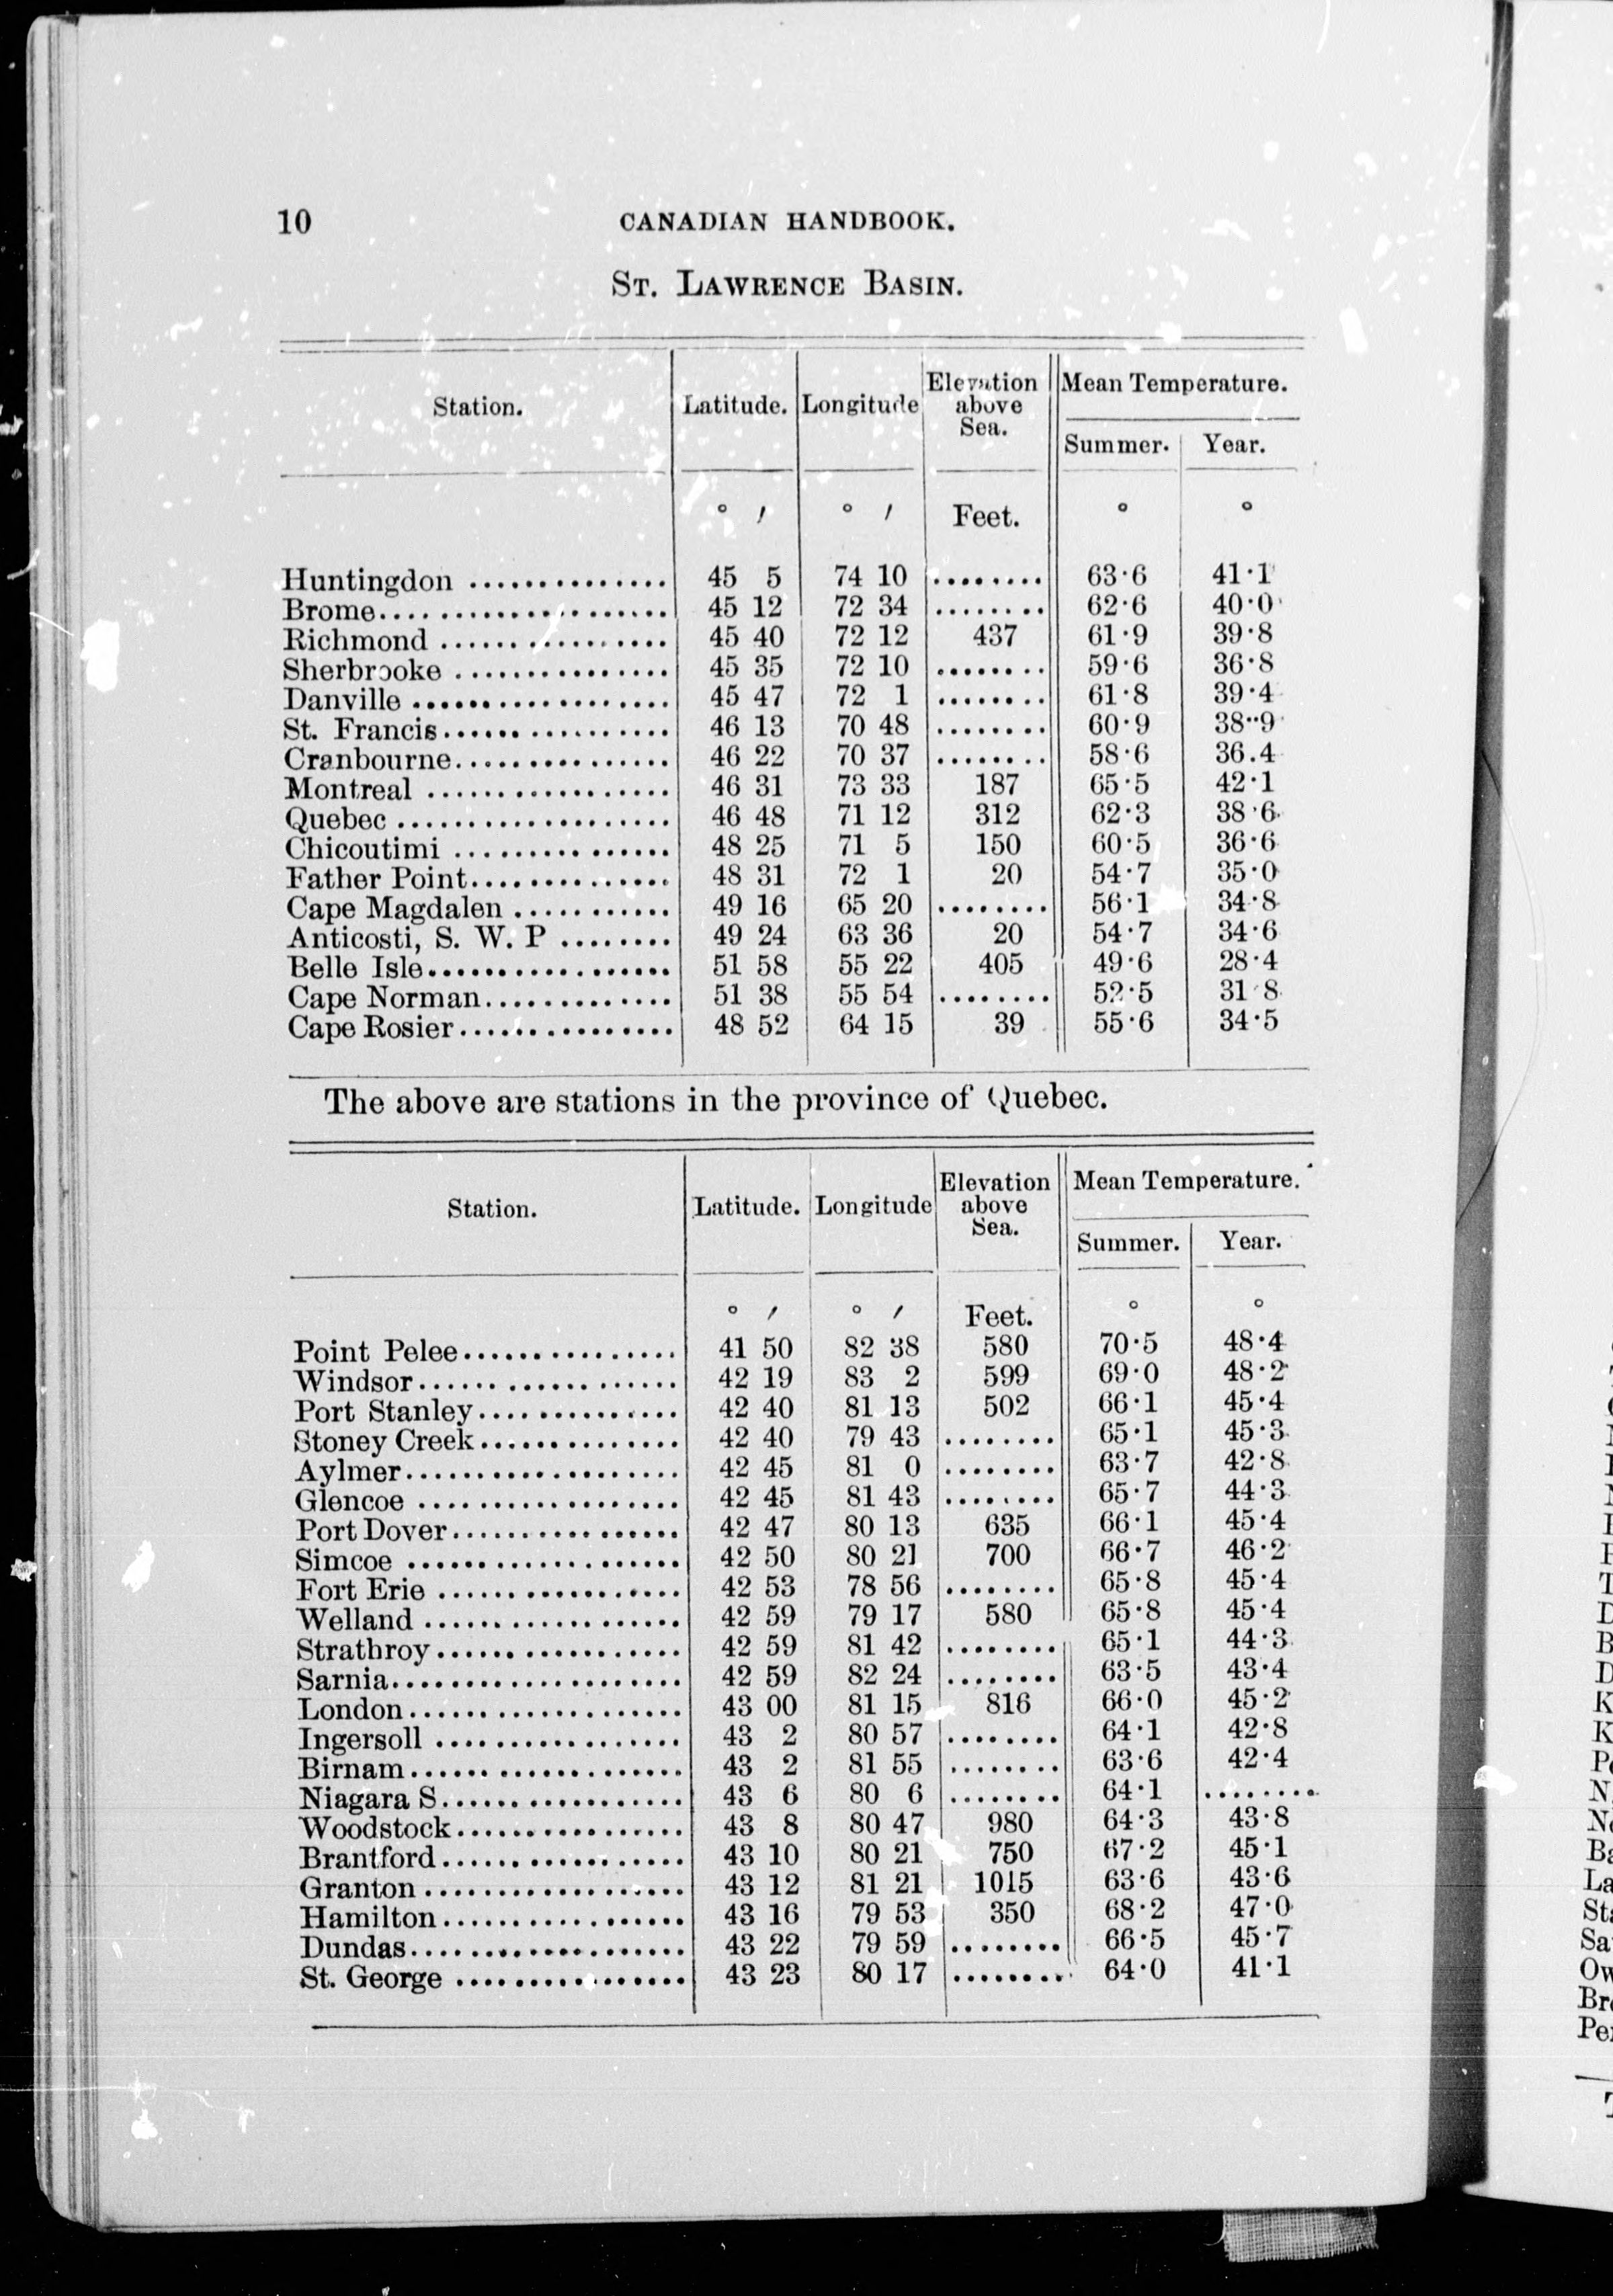 10 CANADIAN HANDBOOK.
ST. LAWRENCE BASIN.
Station. Latitude. Longitude Elevation above Sea. Mean Temperature.
Summer. Year.
° ′ ° ′ Feet. ° °
Huntingdon .............. 45 5 74 10 ........ 63·6 41·1
Brome.................... 45 12 72 34 ........ 62·6 40·0
Richmond ................ 45 40 72 12 437 61·9 39·8
Sherbrooke ............... 45 35 72 10 ........ 59·6 36·8
Danville ................... 45 47 72 1 ........ 61·8 39·4
St. Francis................. 46 13 70 48 ........ 60·9 38··9
Cranbourne................ 46 22 70 37 ........ 58·6 36.4
Montreal .................. 46 31 73 33 187 65·5 42·1
Quebec .................... 46 48 71 12 312 62·3 38·6
Chicoutimi ................ 48 25 71 5 150 60·5 36·6
Father Point............... 48 31 72 1 20 54·7 35·0
Cape Magdalen ............ 49 16 65 20 ........ 56·1 34·8
Anticosti, S. W. P ........ 49 24 63 36 20 54·7 34·6
Belle Isle.................. 51 58 55 22 405 49·6 28·4
Cape Norman.............. 51 38 55 54 ........ 52·5 31·8
Cape Rosier................ 48 52 64 15 39 55·6 34·5
The above are stations in the province of Quebec.
Station. Latitude. Longitude Elevation above Sea. Mean Temperature.
Summer. Year.
° ′ ° ′ Feet. ° °
Point Pelee................ 41 50 82 38 580 70·5 48·4
Windsor................... 42 19 83 2 599 69·0 48·2
Port Stanley............... 42 40 81 13 502 66·1 45·4
Stoney Creek............... 42 40 79 43 ........ 65·1 45·3
Aylmer.................... 42 45 81 0 ........ 63·7 42·8
Glencoe ................... 42 45 81 43 ........ 65·7 44·3
Port Dover................. 42 47 80 13 635 66·1 45·4
Simcoe .................... 42 50 80 21 700 66·7 46·2
Fort Erie .................. 42 53 78 56 ........ 65·8 45·4
Welland ................... 42 59 79 17 580 65·8 45·4
Strathroy.................. 42 59 81 42 ........ 65·1 44·3
Sarnia..................... 42 59 82 24 ........ 63·5 43·4
London.................... 43 00 81 15 816 66·0 45·2
Ingersoll .................. 43 2 80 57 ........ 64·1 42·8
Birnam.................... 43 2 81 55 ........ 63·6 42·4
Niagara S.................. 43 6 80 6 ........ 64·1 ........
Woodstock................. 43 8 80 47 980 64·3 43·8
Brantford.................. 43 10 80 21 750 67·2 45·1
Granton ................... 43 12 81 21 1015 63·6 43·6
Hamilton.................. 43 16 79 53 350 68·2 47·0
Dundas.................... 43 22 79 59 ........ 66·5 45·7
St. George ................. 43 23 80 17 ........ 64·0 41·1